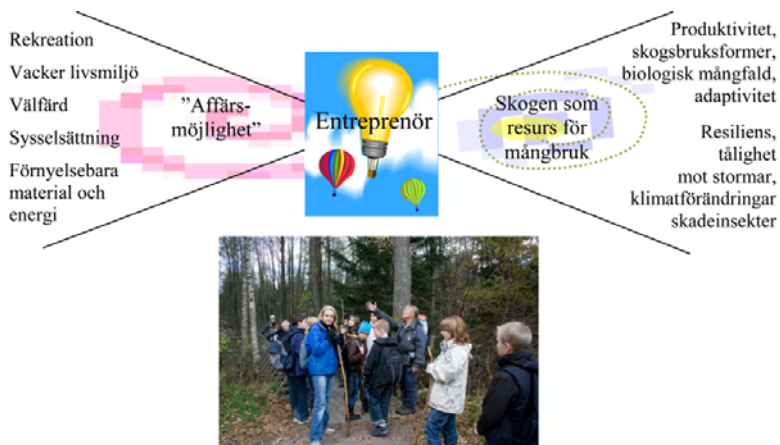 Rekreation
Vacker livsmiljö
Välfärd
Sysselsättning
Förnyelsebara
material och
energi
”Affärs-
möjlighet”
Entreprenör
Skogen som
resurs för
mångbruk
Produktivitet,
skogsbruksformer,
biologisk mångfald,
adaptivitet
Resiliens,
tålighet
mot stormar,
klimatförändringar
skadeinsekter